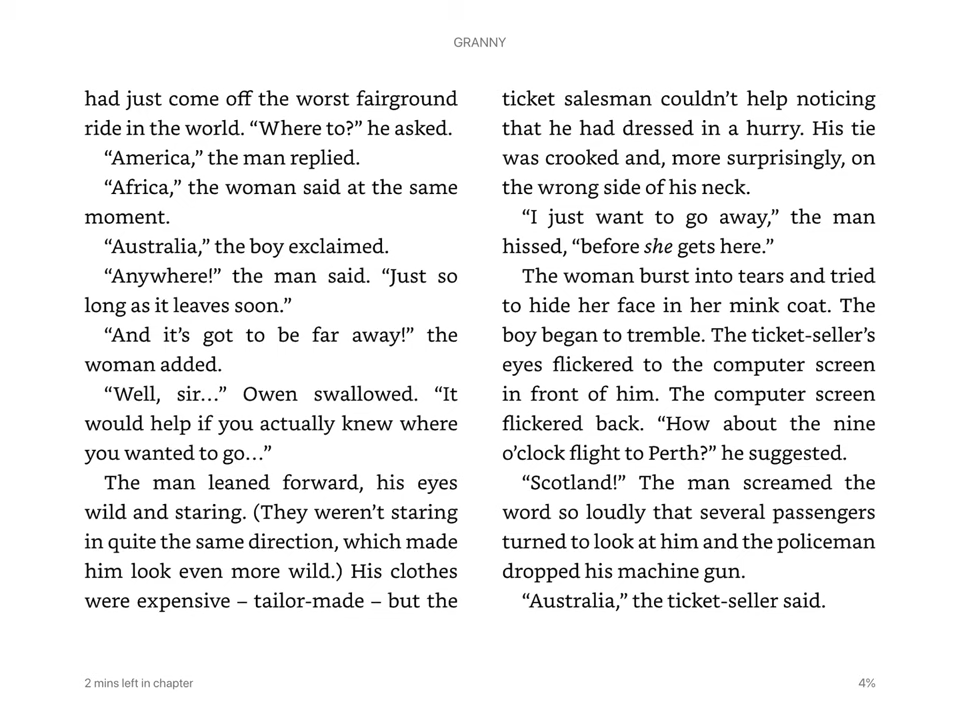 GRANNY
had just come off the worst fairground
ride in the world. “Where to?” he asked.
“America,” the man replied.
“Africa,” the woman said at the same
moment.
“Australia,” the boy exclaimed.
“Anywhere!” the man said. “Just so
long as it leaves soon.”
“And it’s got to be far away!” the
woman added.
“Well, sir…” Owen swallowed. “It
would help if you actually knew where
you wanted to go…”
The man leaned forward, his eyes
wild and staring. (They weren’t staring
in quite the same direction, which made
him look even more wild.) His clothes
were expensive – tailor-made – but the
ticket salesman couldn’t help noticing
that he had dressed in a hurry. His tie
was crooked and, more surprisingly, on
the wrong side of his neck.
“I just want to go away,” the man
hissed, “before she gets here.”
The woman burst into tears and tried
to hide her face in her mink coat. The
boy began to tremble. The ticket-seller’s
eyes flickered to the computer screen
in front of him. The computer screen
flickered back. “How about the nine
o’clock flight to Perth?” he suggested.
“Scotland!” The man screamed the
word so loudly that several passengers
turned to look at him and the policeman
dropped his machine gun.
“Australia,” the ticket-seller said.
2 mins left in chapter
4%